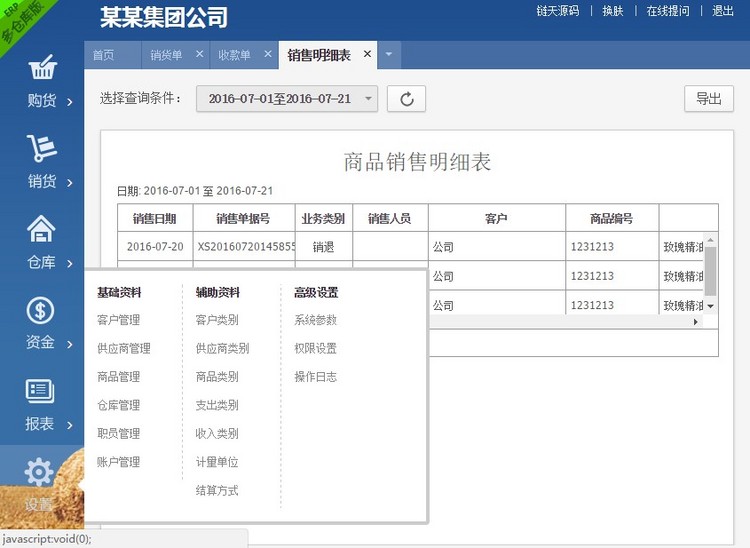 ERP
多仓库版
某某集团公司
链天源码 | 换肤 | 在线提问 | 退出
首页 销货单 × 收款单 × 销售明细表 ×
选择查询条件： 2016-07-01至2016-07-21 导出
购货
销货
仓库
资金
报表
设置
商品销售明细表
日期: 2016-07-01 至 2016-07-21
销售日期 销售单据号 业务类别 销售人员 客户 商品编号
2016-07-20 XS20160720145855 销退 公司 1231213 玫瑰精油
公司 1231213 玫瑰精油
公司 1231213 玫瑰精油
基础资料
客户管理
供应商管理
商品管理
仓库管理
职员管理
账户管理
辅助资料
客户类别
供应商类别
商品类别
支出类别
收入类别
计量单位
结算方式
高级设置
系统参数
权限设置
操作日志
javascript:void(0);